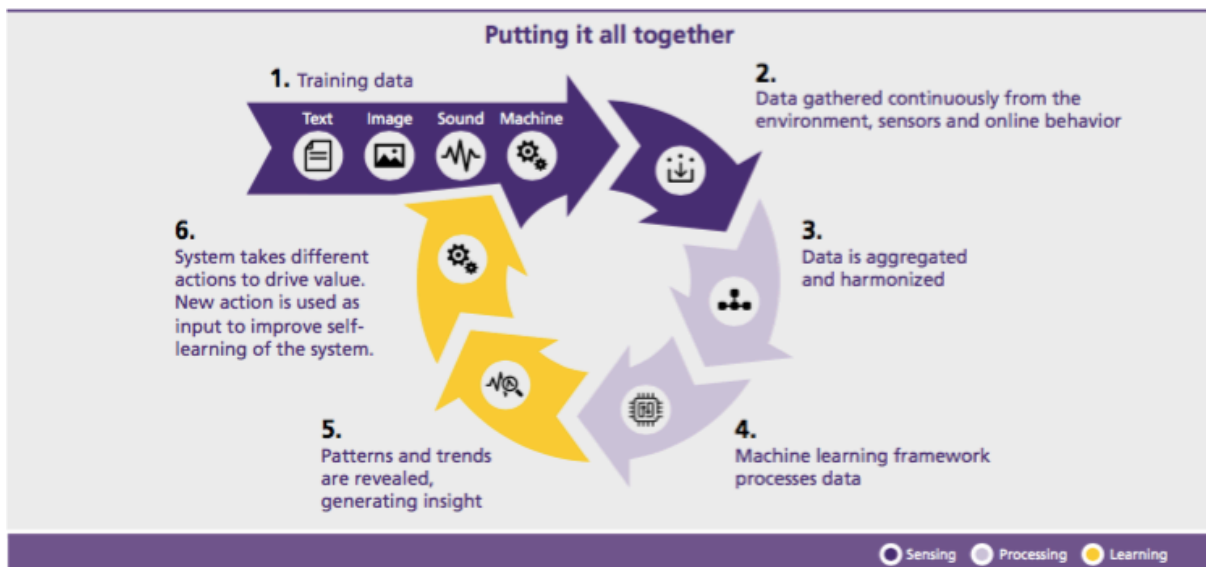 Putting it all together
1. Training data
Text Image Sound Machine
2.
Data gathered continuously from the
environment, sensors and online behavior
3.
Data is aggregated
and harmonized
4.
Machine learning framework
processes data
5.
Patterns and trends
are revealed,
generating insight
6.
System takes different
actions to drive value.
New action is used as
input to improve self-
learning of the system.
Sensing Processing Learning